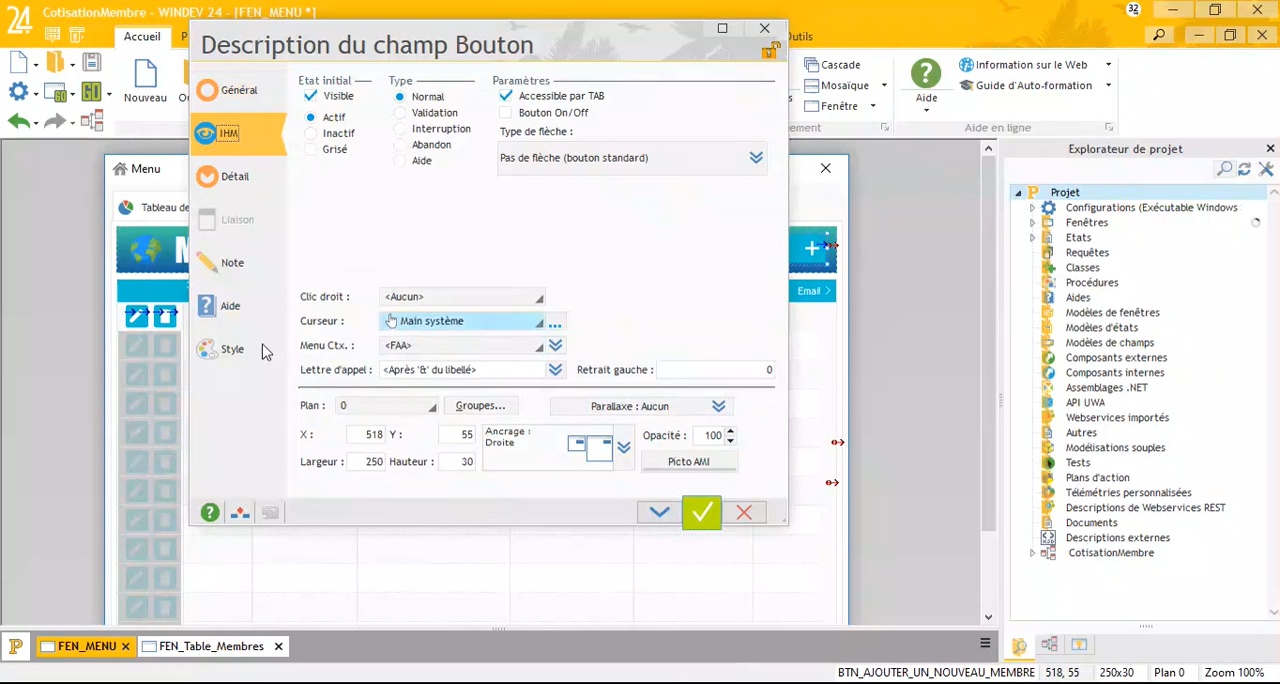 CotisationMembre - WINDEV 24 - [FEN_MENU *]
24
32
Accueil
Outils
Nouveau
Cascade
Mosaïque
Fenêtre
Aide
Information sur le Web
Guide d'Auto-formation
Aide en ligne
Description du champ Bouton
Général
IHM
Détail
Liaison
Note
Aide
Style
Etat initial
Visible
Actif
Inactif
Grisé
Type
Normal
Validation
Interruption
Abandon
Aide
Paramètres
Accessible par TAB
Bouton On/Off
Type de flèche :
Pas de flèche (bouton standard)
Clic droit : <Aucun>
Curseur : Main système
Menu Ctx. : <FAA>
Lettre d'appel : <Après '&' du libellé> Retrait gauche : 0
Plan : 0 Groupes... Parallaxe : Aucun
X : 518 Y : 55 Ancrage : Droite Opacité : 100
Largeur : 250 Hauteur : 30 Picto AMI
Menu
Tableau de
M
Email
Explorateur de projet
Projet
Configurations (Exécutable Windows
Fenêtres
Etats
Requêtes
Classes
Procédures
Aides
Modèles de fenêtres
Modèles d'états
Modèles de champs
Composants externes
Composants internes
Assemblages .NET
API UWA
Webservices importés
Autres
Modélisations souples
Tests
Plans d'action
Télémétries personnalisées
Descriptions de Webservices REST
Documents
Descriptions externes
CotisationMembre
FEN_MENU
FEN_Table_Membres
BTN_AJOUTER_UN_NOUVEAU_MEMBRE 518, 55 250x30 Plan 0 Zoom 100%